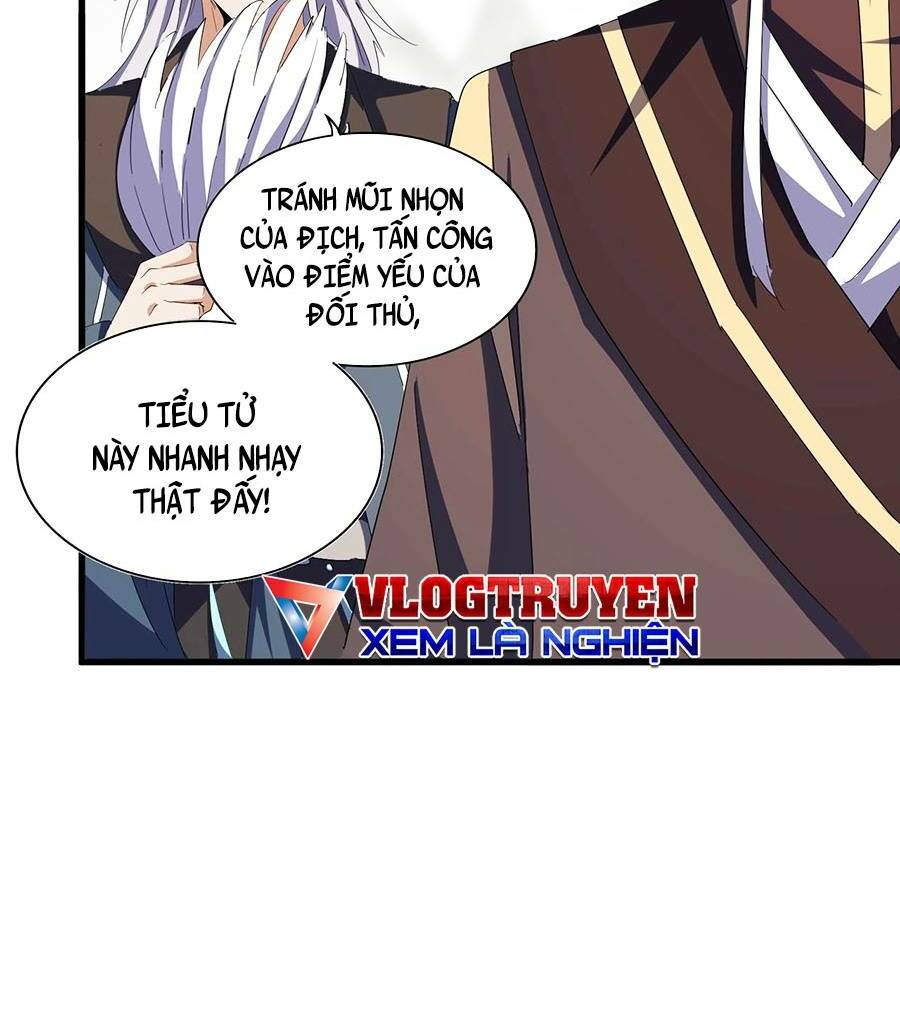 TRÁNH MŨI NHỌN
CỦA ĐỊCH, TẤN CÔNG
VÀO ĐIỂM YẾU CỦA
ĐỐI THỦ,
TIỂU TỬ
NÀY NHANH NHẠY
THẬT ĐẤY!
VLOGTRUYEN
XEM LÀ NGHIỆN